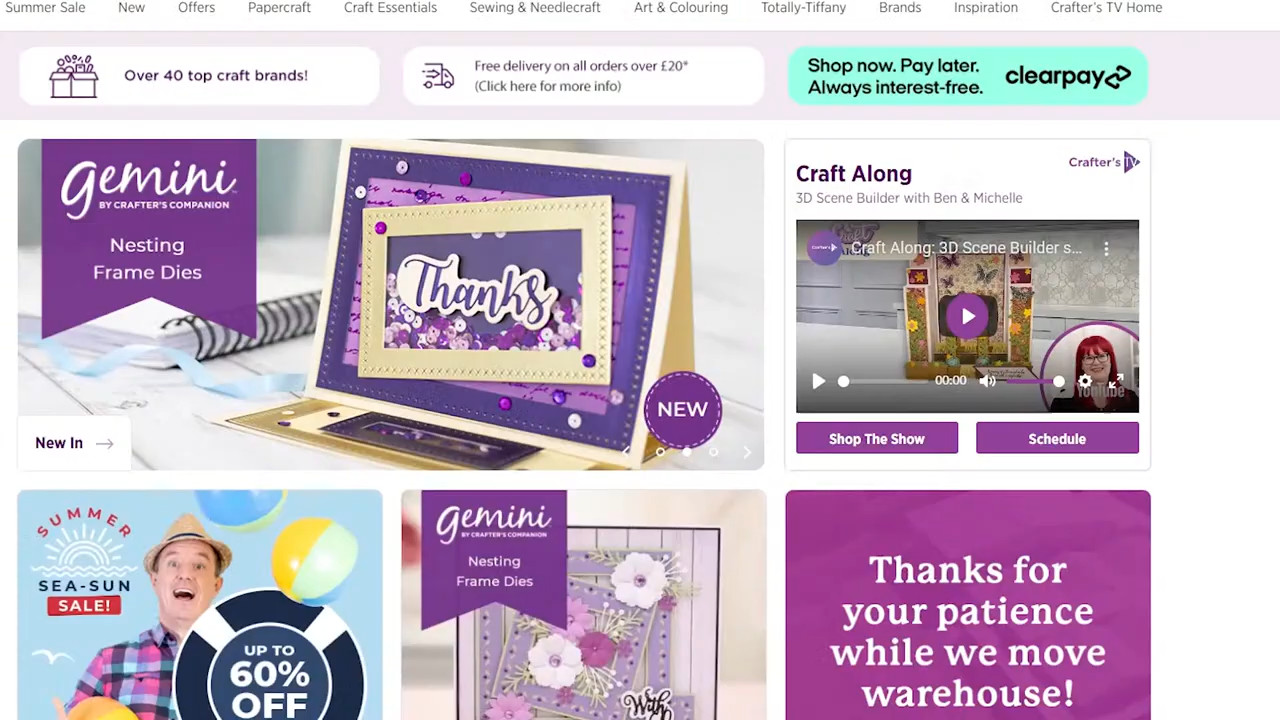 Summer Sale New Offers Papercraft Craft Essentials Sewing & Needlecraft Art & Colouring Totally-Tiffany Brands Inspiration Crafter's TV Home
Over 40 top craft brands!
Free delivery on all orders over £20*
(Click here for more info)
Shop now. Pay later.
Always interest-free.
clearpay
gemini
BY CRAFTER'S COMPANION
Nesting
Frame Dies
Thanks
NEW
New In
Crafter's TV
Craft Along
3D Scene Builder with Ben & Michelle
Craft Along: 3D Scene Builder s...
00:00
YouTube
Shop The Show
Schedule
SUMMER
SEA-SUN
SALE!
UP TO
60%
OFF
gemini
BY CRAFTER'S COMPANION
Nesting
Frame Dies
With
Thanks for
your patience
while we move
warehouse!